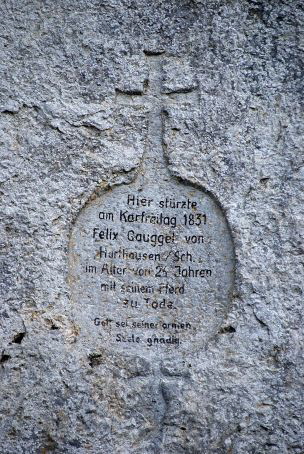 Hier stürzte
am Karfreitag 1831
Felix Gauggel von
Harthausen/Sch.
im Alter von 24 Jahren
mit seinem Pferd
zu Tode.
Gott sei seiner armen
Seele gnädig.